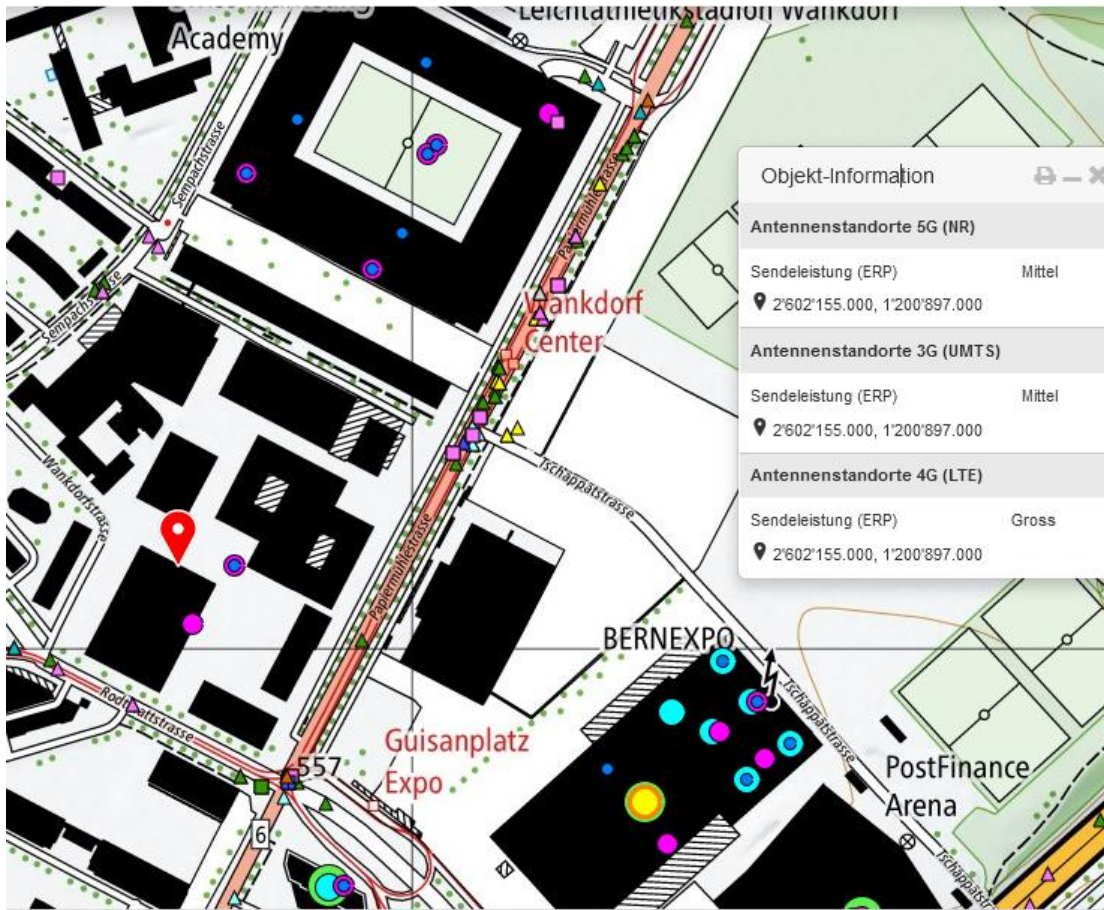 Academy
Leichtathletikstadion Wankdorf
Sempachstrasse
Sempachstrasse
Papiermühlestrasse
Wankdorf
Center
Objekt-Information
Antennenstandorte 5G (NR)
Sendeleistung (ERP) Mittel
2'602'155.000, 1'200'897.000
Antennenstandorte 3G (UMTS)
Sendeleistung (ERP) Mittel
2'602'155.000, 1'200'897.000
Antennenstandorte 4G (LTE)
Sendeleistung (ERP) Gross
2'602'155.000, 1'200'897.000
Wankdorfstrasse
Tschäppätstrasse
Papiermühlestrasse
BERNEXPO
Tschäppätstrasse
Rodtmattstrasse
557
Guisanplatz
Expo
6
PostFinance
Arena